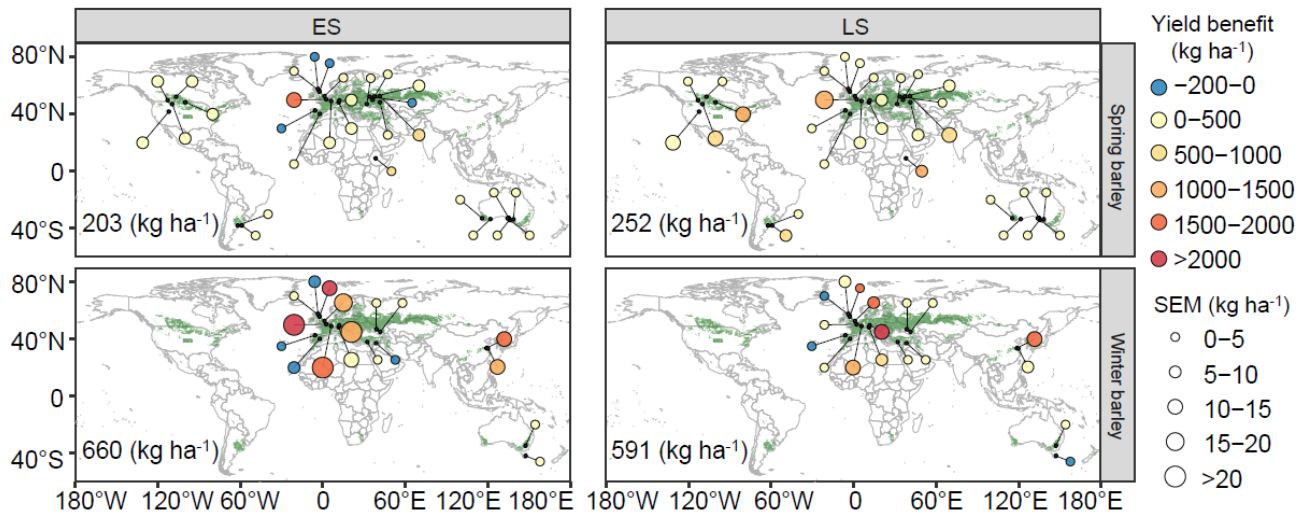 ES
LS
Yield benefit
(kg ha⁻¹)
−200−0
0−500
500−1000
1000−1500
1500−2000
>2000
SEM (kg ha⁻¹)
0−5
5−10
10−15
15−20
>20
80°N
40°N
0
40°S
203 (kg ha⁻¹)
252 (kg ha⁻¹)
Spring barley
80°N
40°N
0
40°S
660 (kg ha⁻¹)
591 (kg ha⁻¹)
Winter barley
180°W 120°W 60°W 0 60°E 120°E 180°W 120°W 60°W 0 60°E 120°E 180°E